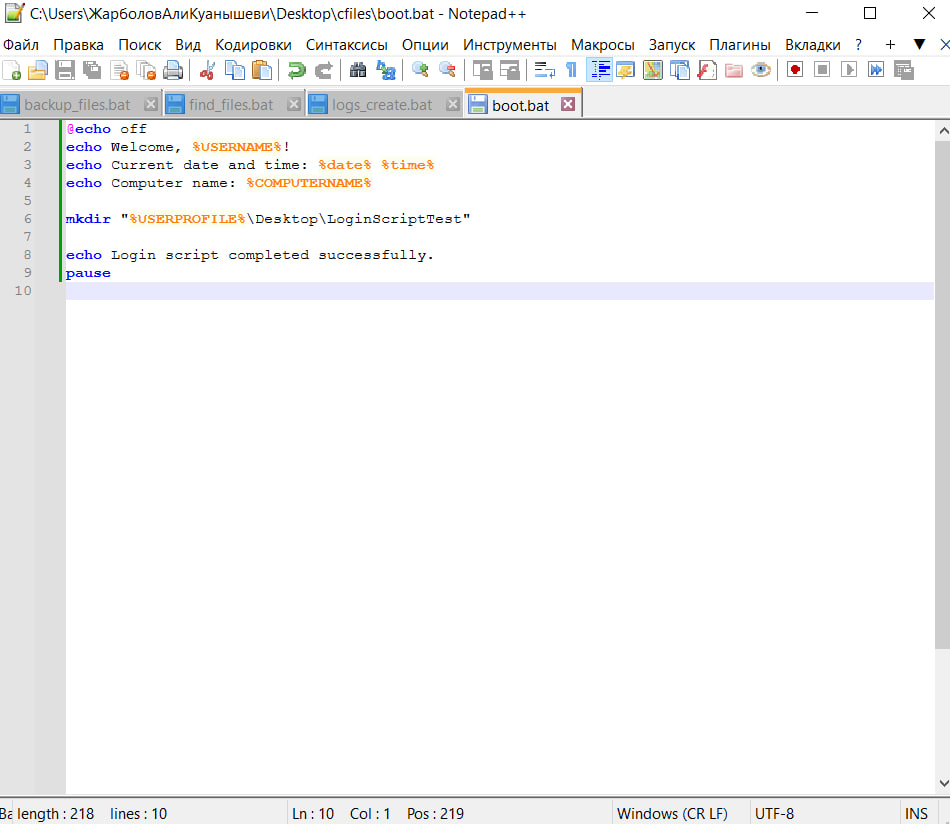 C:\Users\ЖарболовАлиКуанышеви\Desktop\cfiles\boot.bat - Notepad++
Файл Правка Поиск Вид Кодировки Синтаксисы Опции Инструменты Макросы Запуск Плагины Вкладки ? + ▼ X
backup_files.bat find_files.bat logs_create.bat boot.bat
1 @echo off
2 echo Welcome, %USERNAME%!
3 echo Current date and time: %date% %time%
4 echo Computer name: %COMPUTERNAME%
5
6 mkdir "%USERPROFILE%\Desktop\LoginScriptTest"
7
8 echo Login script completed successfully.
9 pause
10
Ba length : 218 lines : 10 Ln : 10 Col : 1 Pos : 219 Windows (CR LF) UTF-8 INS